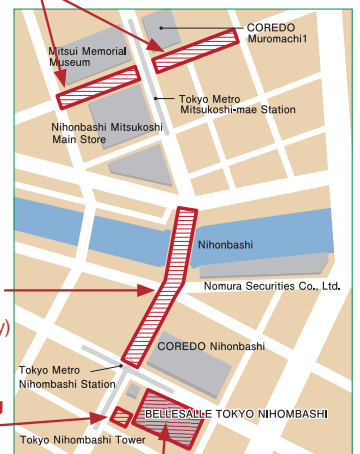 COREDO
Muromachi1
Mitsui Memorial
Museum
Tokyo Metro
Mitsukoshi-mae Station
Nihonbashi Mitsukoshi
Main Store
Nihonbashi
Nomura Securities Co., Ltd.
y)
COREDO Nihonbashi
Tokyo Metro
Nihombashi Station
g
BELLESALLE TOKYO NIHOMBASHI
Tokyo Nihombashi Tower